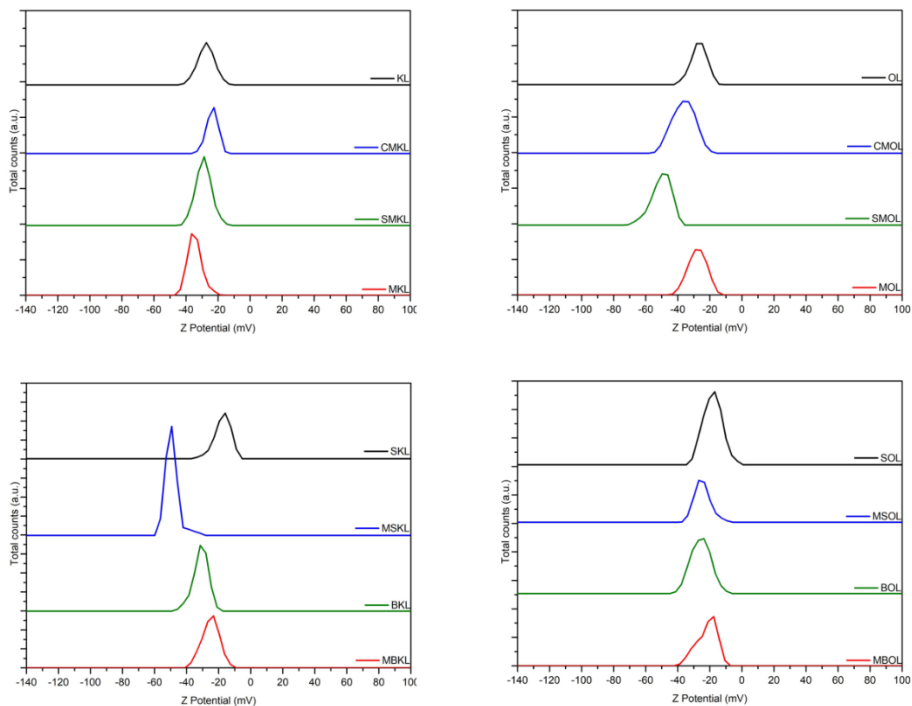 Total counts (a.u.)
KL
CMKL
SMKL
MKL
-140 -120 -100 -80 -60 -40 -20 0 20 40 60 80 100
Z Potential (mV)
Total counts (a.u.)
OL
CMOL
SMOL
MOL
-140 -120 -100 -80 -60 -40 -20 0 20 40 60 80 100
Z Potential (mV)
Total counts (a.u.)
SKL
MSKL
BKL
MBKL
-140 -120 -100 -80 -60 -40 -20 0 20 40 60 80 100
Z Potential (mV)
Total counts (a.u.)
SOL
MSOL
BOL
MBOL
-140 -120 -100 -80 -60 -40 -20 0 20 40 60 80 100
Z Potential (mV)